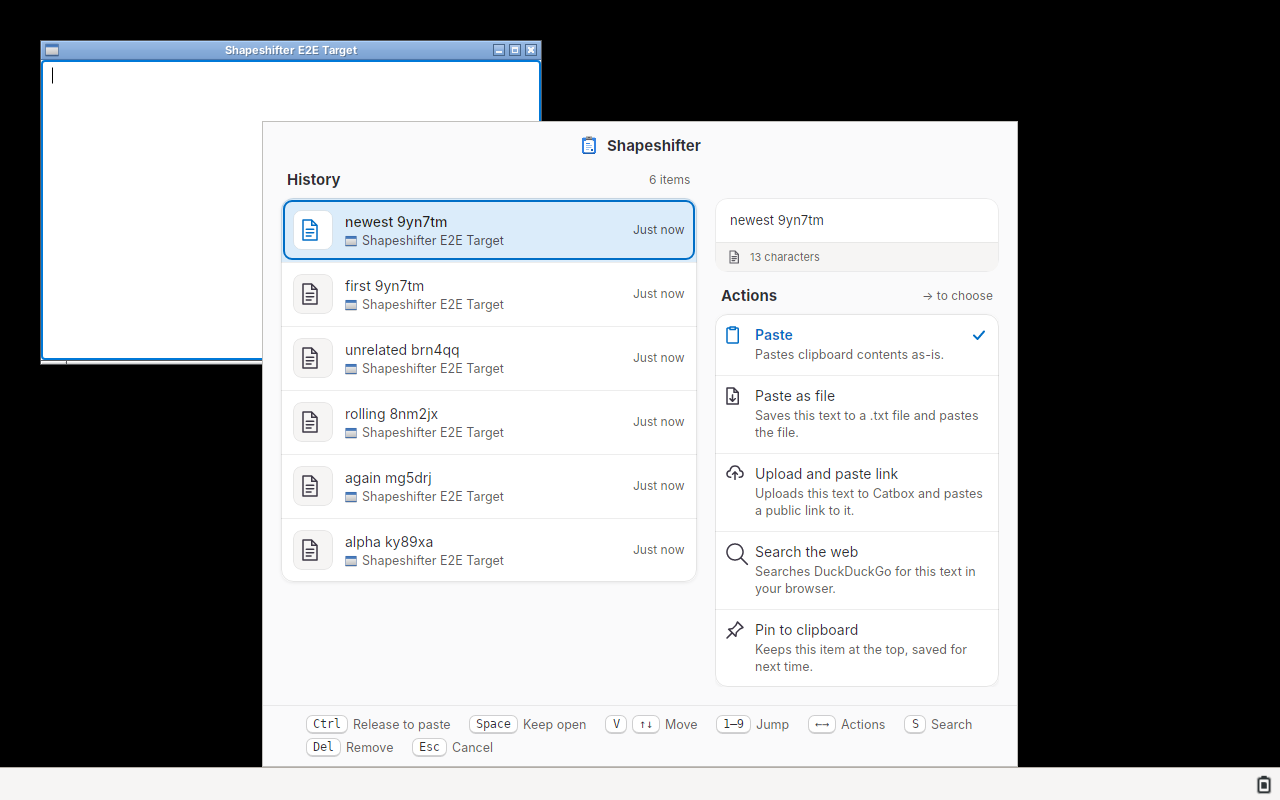 Shapeshifter E2E Target
Shapeshifter
History
6 items
newest 9yn7tm
Shapeshifter E2E Target
Just now
first 9yn7tm
Shapeshifter E2E Target
Just now
unrelated brn4qq
Shapeshifter E2E Target
Just now
rolling 8nm2jx
Shapeshifter E2E Target
Just now
again mg5drj
Shapeshifter E2E Target
Just now
alpha ky89xa
Shapeshifter E2E Target
Just now
newest 9yn7tm
13 characters
Actions
→ to choose
Paste
Pastes clipboard contents as-is.
Paste as file
Saves this text to a .txt file and pastes
the file.
Upload and paste link
Uploads this text to Catbox and pastes
a public link to it.
Search the web
Searches DuckDuckGo for this text in
your browser.
Pin to clipboard
Keeps this item at the top, saved for
next time.
Ctrl Release to paste Space Keep open V ↑↓ Move 1–9 Jump ←→ Actions S Search
Del Remove Esc Cancel